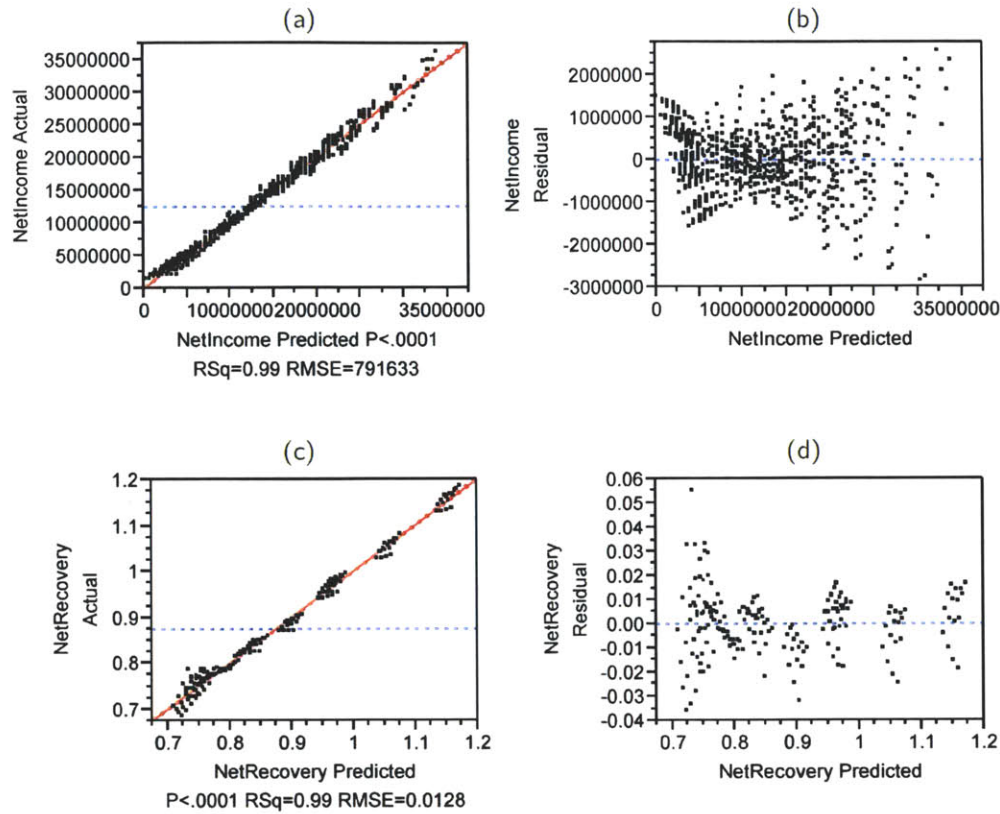 (a)
NetIncome Actual
35000000
30000000
25000000
20000000
15000000
10000000
5000000
0
0 10000000 20000000 35000000
NetIncome Predicted P<.0001
RSq=0.99 RMSE=791633
(b)
NetIncome
Residual
2000000
1000000
0
-1000000
-2000000
-3000000
0 10000000 20000000 35000000
NetIncome Predicted
(c)
NetRecovery
Actual
1.2
1.1
1
0.9
0.8
0.7
0.7 0.8 0.9 1 1.1 1.2
NetRecovery Predicted
P<.0001 RSq=0.99 RMSE=0.0128
(d)
NetRecovery
Residual
0.06
0.05
0.04
0.03
0.02
0.01
0.00
-0.01
-0.02
-0.03
-0.04
0.7 0.8 0.9 1 1.1 1.2
NetRecovery Predicted